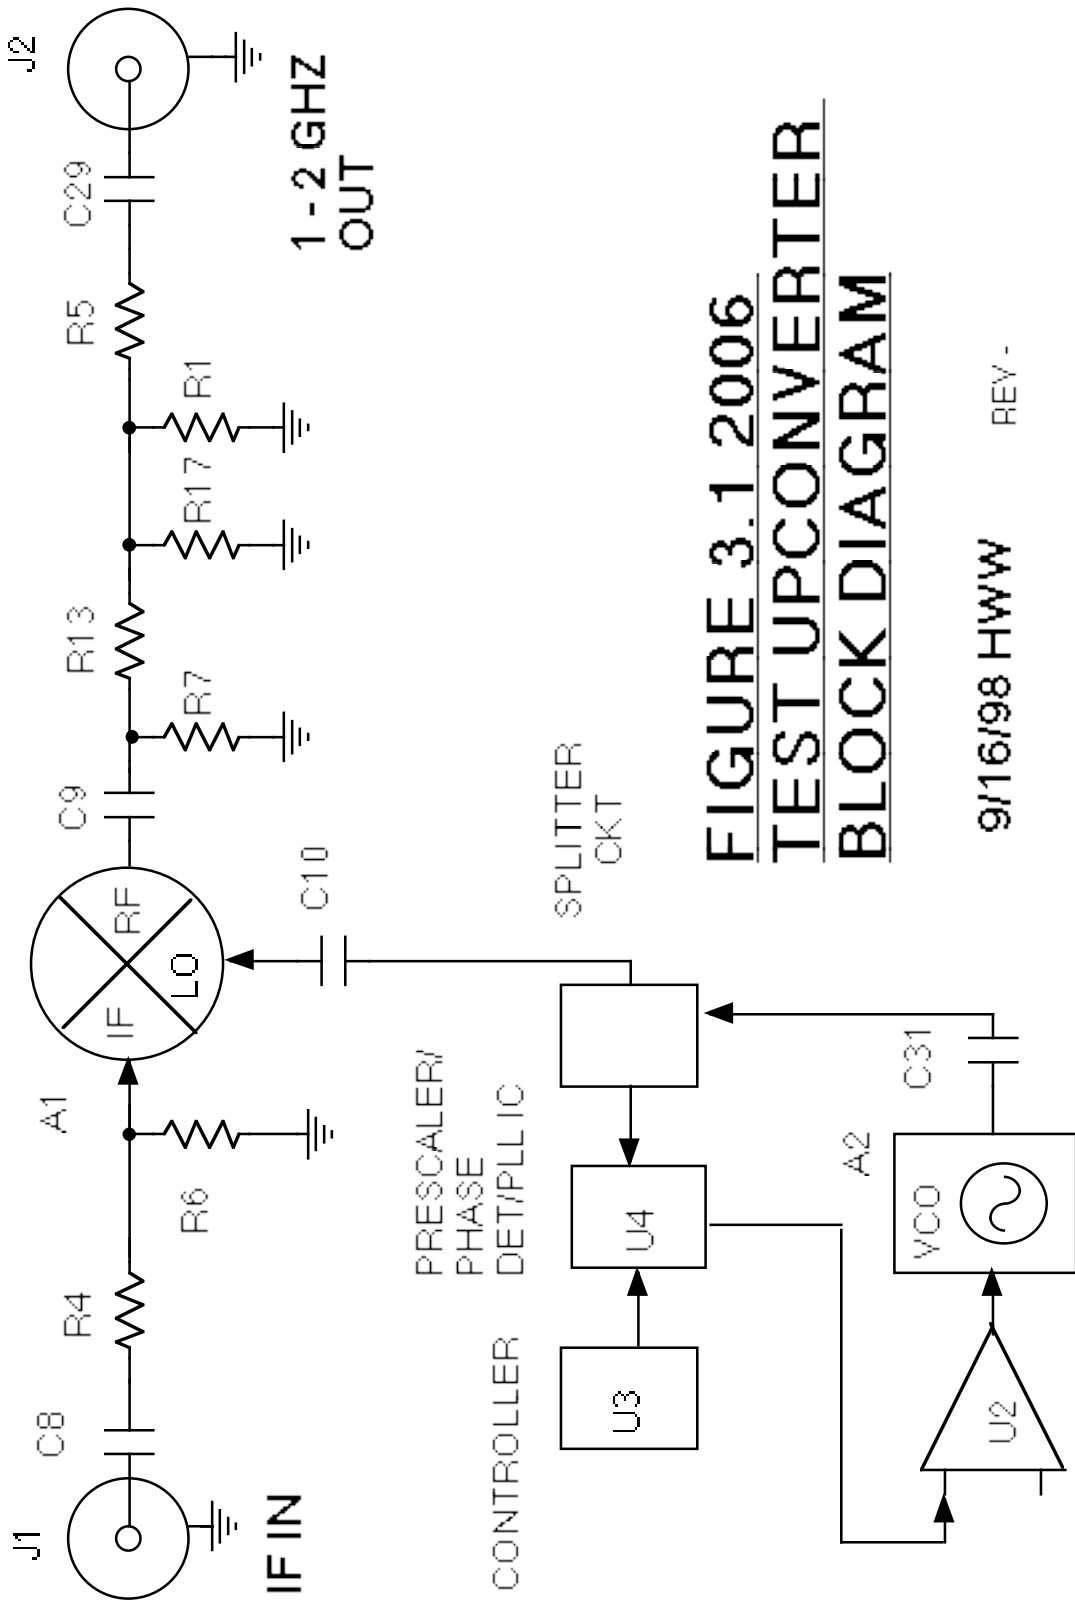 J1
C8
R4
R6
A1
IF
RF
LO
C9
R7
R13
R17
R1
R5
C29
J2
IF IN
1 - 2 GHZ
OUT
C10
PRESCALER/
PHASE
DET/PLL IC
SPLITTER
CKT
CONTROLLER
U3
U4
A2
C31
VCO
U2
FIGURE 3.1 2006
TEST UPCONVERTER
BLOCK DIAGRAM
9/16/98 HWW
REV -